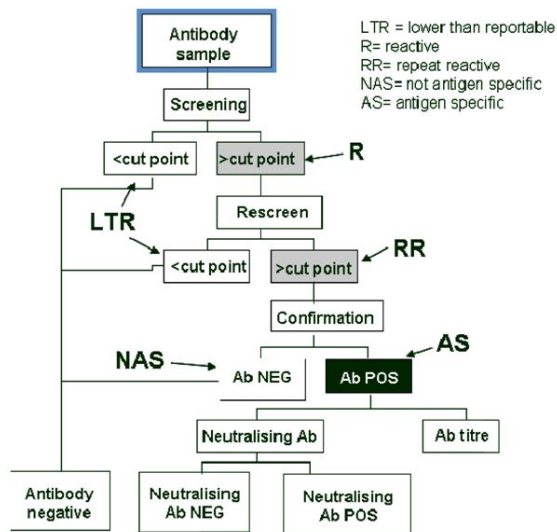 Antibody
sample
LTR = lower than reportable
R= reactive
RR= repeat reactive
NAS= not antigen specific
AS= antigen specific
Screening
<cut point
>cut point
R
LTR
Rescreen
<cut point
>cut point
RR
Confirmation
NAS
Ab NEG
Ab POS
AS
Neutralising Ab
Ab titre
Antibody
negative
Neutralising
Ab NEG
Neutralising
Ab POS